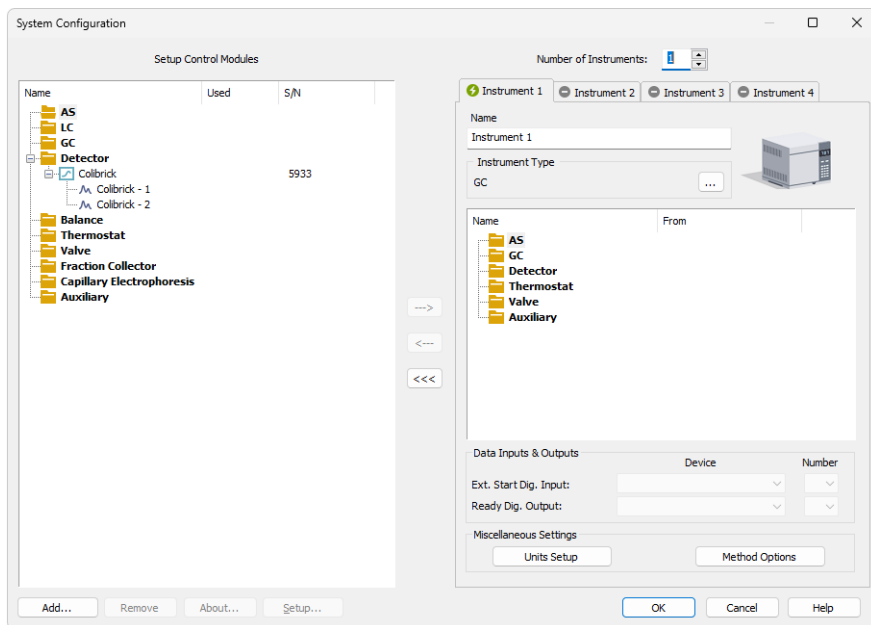 System Configuration
Setup Control Modules
Name Used S/N
AS
LC
GC
Detector
Colibrick 5933
Colibrick - 1
Colibrick - 2
Balance
Thermostat
Valve
Fraction Collector
Capillary Electrophoresis
Auxiliary
--->
<---
<<<
Add... Remove About... Setup...
Number of Instruments: 1
Instrument 1 Instrument 2 Instrument 3 Instrument 4
Name
Instrument 1
Instrument Type
GC ...
Name From
AS
GC
Detector
Thermostat
Valve
Auxiliary
Data Inputs & Outputs
Device Number
Ext. Start Dig. Input:
Ready Dig. Output:
Miscellaneous Settings
Units Setup Method Options
OK Cancel Help